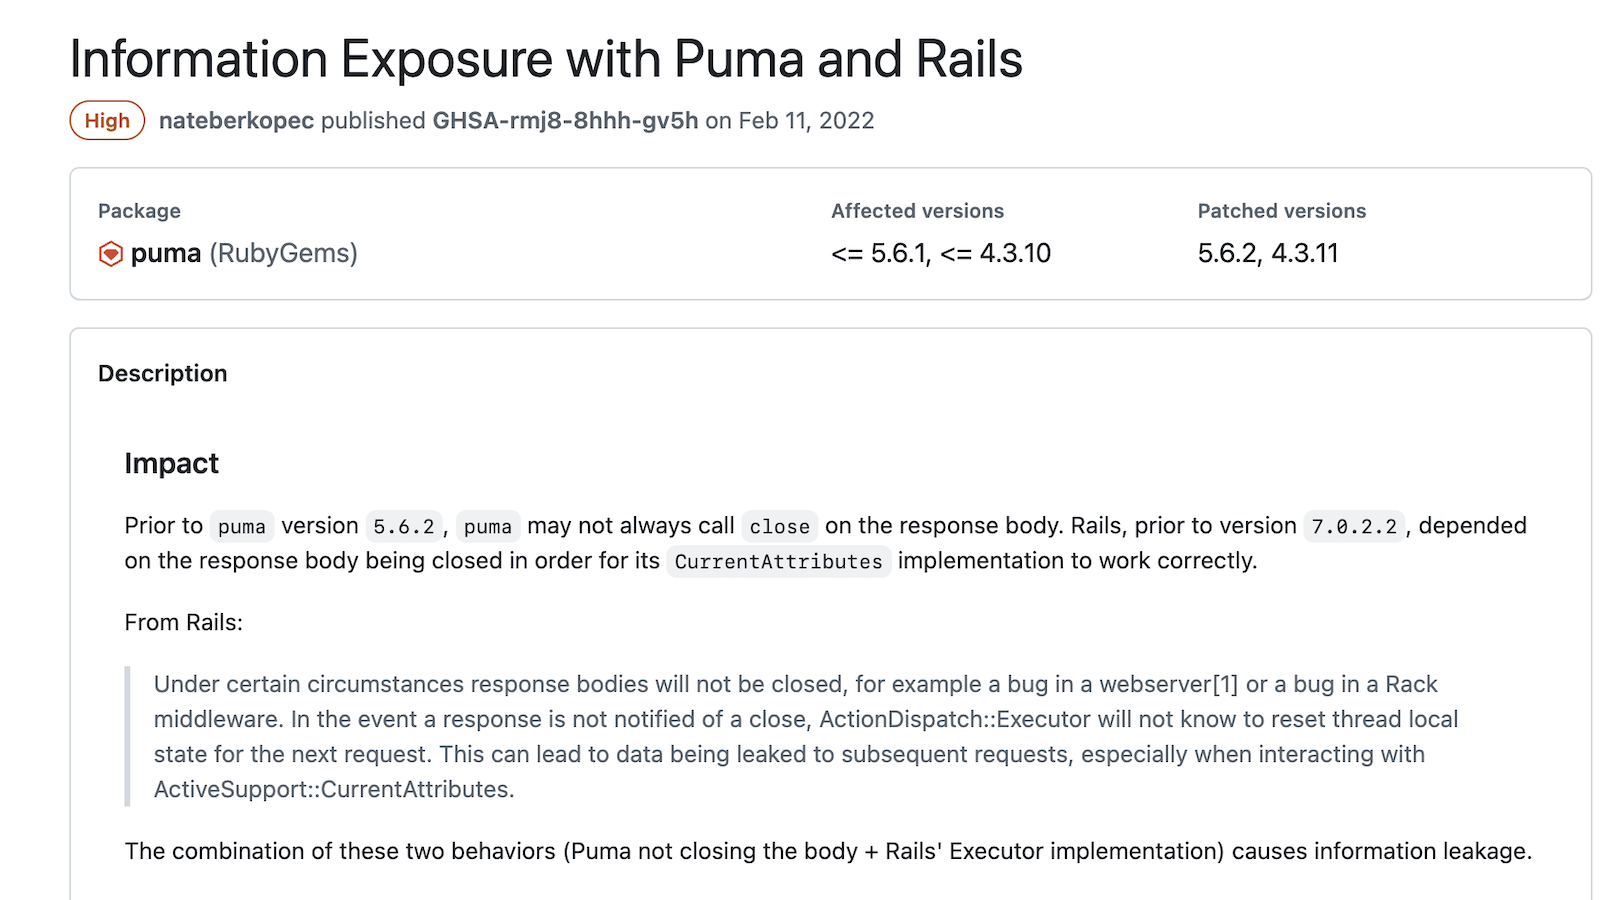 Information Exposure with Puma and Rails
High nateberkopec published GHSA-rmj8-8hhh-gv5h on Feb 11, 2022
Package Affected versions Patched versions
puma (RubyGems) <= 5.6.1, <= 4.3.10 5.6.2, 4.3.11
Description
Impact
Prior to puma version 5.6.2, puma may not always call close on the response body. Rails, prior to version 7.0.2.2, depended
on the response body being closed in order for its CurrentAttributes implementation to work correctly.
From Rails:
Under certain circumstances response bodies will not be closed, for example a bug in a webserver[1] or a bug in a Rack
middleware. In the event a response is not notified of a close, ActionDispatch::Executor will not know to reset thread local
state for the next request. This can lead to data being leaked to subsequent requests, especially when interacting with
ActiveSupport::CurrentAttributes.
The combination of these two behaviors (Puma not closing the body + Rails' Executor implementation) causes information leakage.